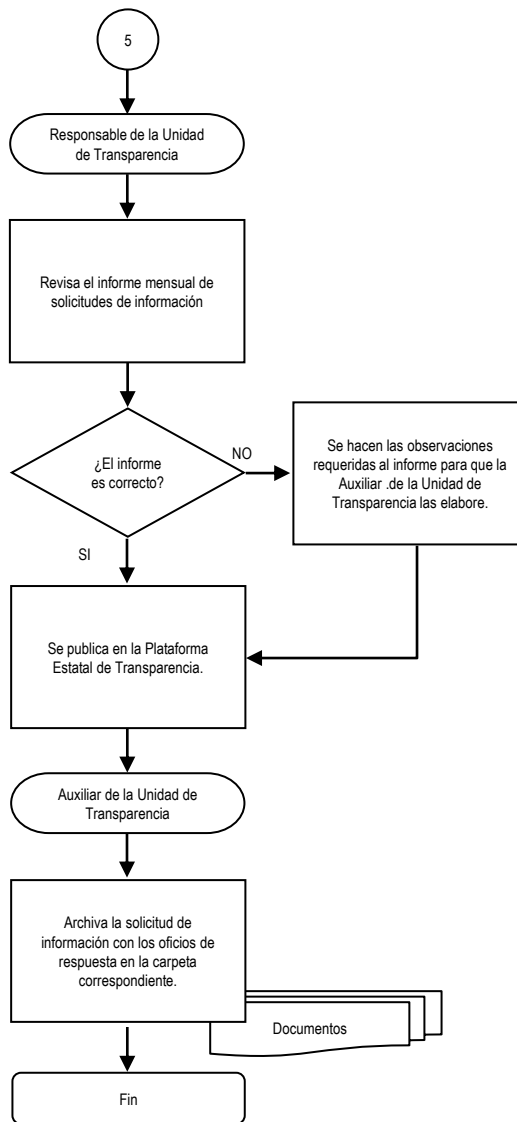 5
Responsable de la Unidad
de Transparencia
Revisa el informe mensual de
solicitudes de información
¿El informe
es correcto?
NO
Se hacen las observaciones
requeridas al informe para que la
Auxiliar .de la Unidad de
Transparencia las elabore.
SI
Se publica en la Plataforma
Estatal de Transparencia.
Auxiliar de la Unidad de
Transparencia
Archiva la solicitud de
información con los oficios de
respuesta en la carpeta
correspondiente.
Documentos
Fin